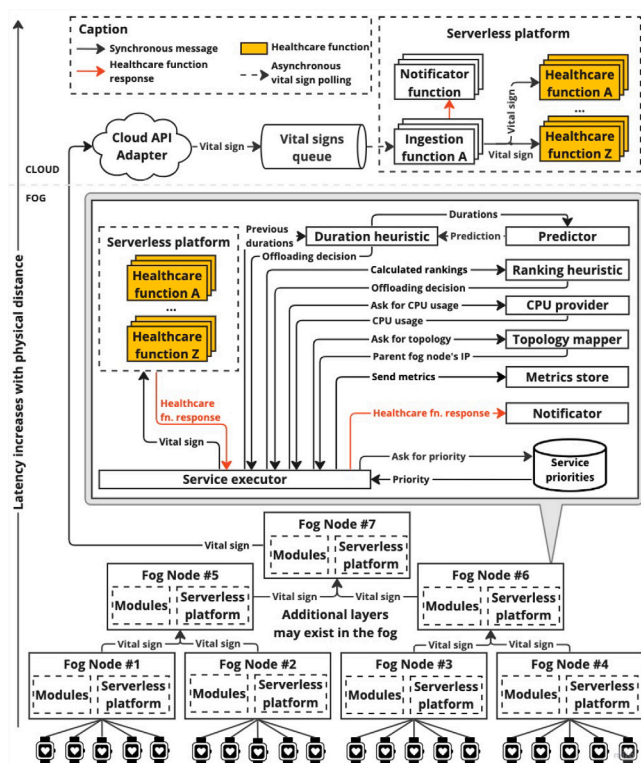 Caption
Synchronous message
Healthcare function
response
Healthcare function
Asynchronous
vital sign polling
Serverless platform
Notificator
function
Ingestion
function A
Vital sign
Vital sign
Healthcare
function A
...
Healthcare
function Z
Cloud API
Adapter
Vital sign
Vital signs
queue
CLOUD
FOG
Latency increases with physical distance
Serverless platform
Healthcare
function A
...
Healthcare
function Z
Healthcare
fn. response
Vital sign
Previous
durations
Duration heuristic
Durations
Prediction
Predictor
Offloading decision
Calculated rankings
Ranking heuristic
Offloading decision
Ask for CPU usage
CPU provider
CPU usage
Ask for topology
Topology mapper
Parent fog node's IP
Send metrics
Metrics store
Healthcare fn. response
Notificator
Service executor
Ask for priority
Priority
Service
priorities
Fog Node #7
Modules
Serverless
platform
Vital sign
Fog Node #5
Modules
Serverless
platform
Vital sign
Vital sign
Fog Node #6
Modules
Serverless
platform
Additional layers
may exist in the fog
Vital sign
Vital sign
Vital sign
Vital sign
Fog Node #1
Modules
Serverless
platform
Fog Node #2
Modules
Serverless
platform
Fog Node #3
Modules
Serverless
platform
Fog Node #4
Modules
Serverless
platform